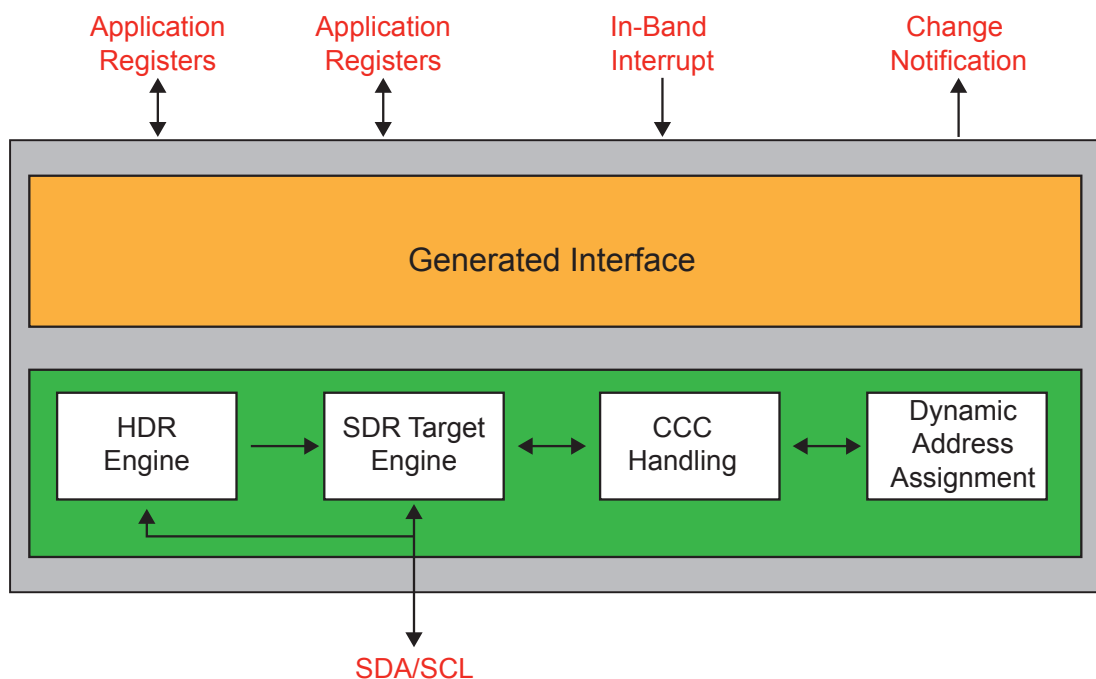 Application
Registers
Application
Registers
In-Band
Interrupt
Change
Notification
Generated Interface
HDR
Engine
SDR Target
Engine
CCC
Handling
Dynamic
Address
Assignment
SDA/SCL